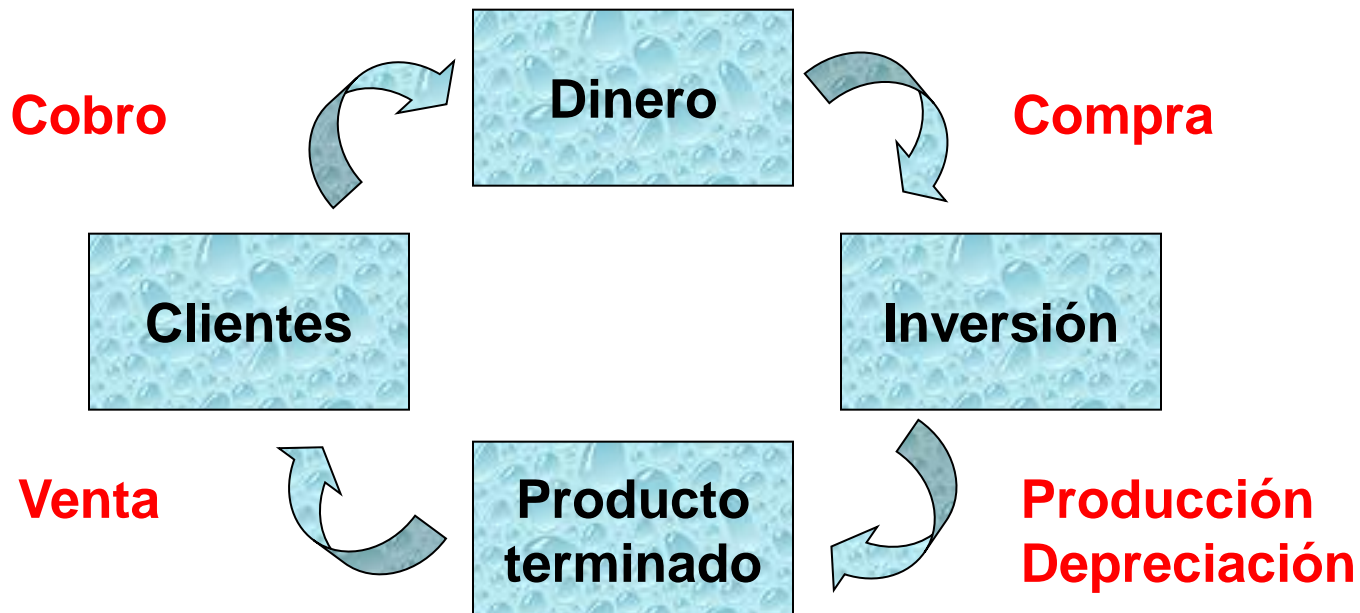 Dinero
Cobro
Compra
Clientes
Inversión
Venta
Producto
terminado
Producción
Depreciación